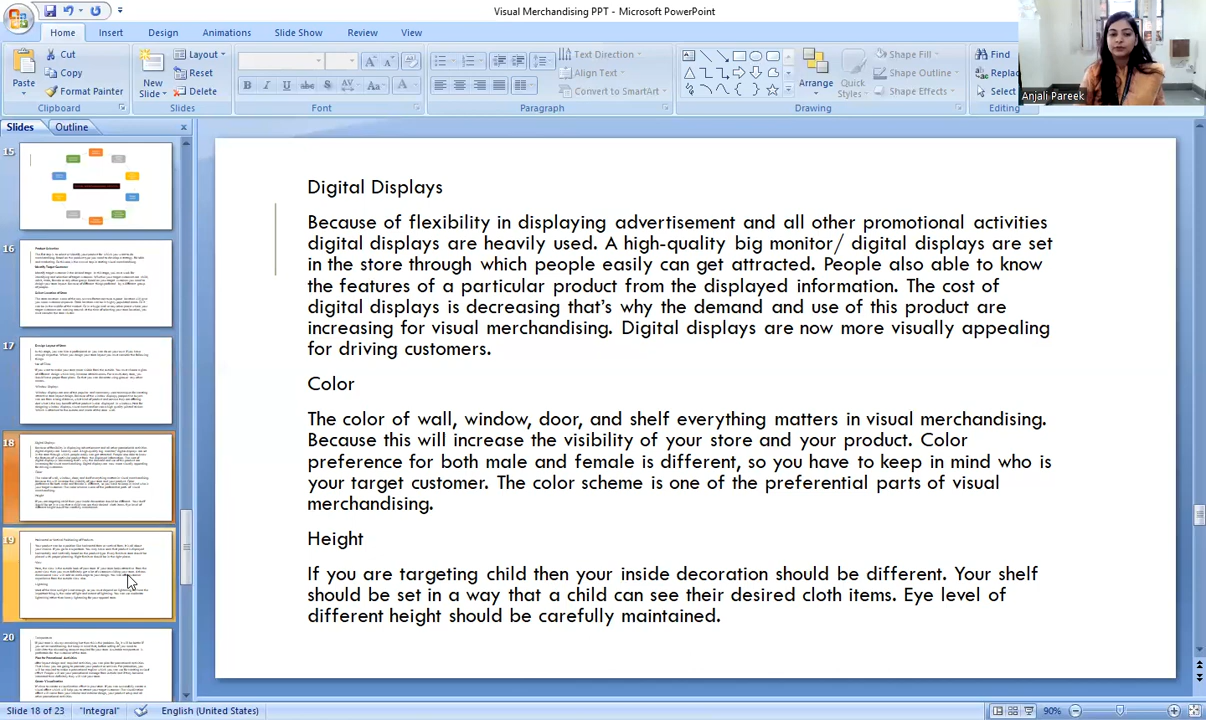 Visual Merchandising PPT - Microsoft PowerPoint
Home Insert Design Animations Slide Show Review View
Cut
Copy
Format Painter
Paste
Clipboard
New
Slide
Layout
Reset
Delete
Slides
Font
Text Direction
Align Text
Convert to SmartArt
Paragraph
Arrange
Quick
Styles
Shape Fill
Shape Outline
Shape Effects
Drawing
Find
Replac
Select
Editing
Anjali Pareek
Slides Outline
15
16
17
18
19
20
Digital Displays
Because of flexibility in displaying advertisement and all other promotional activities
digital displays are heavily used. A high-quality big monitor/ digital displays are set
in the store through which people easily can get attracted. People also able to know
the features of a particular product from the displayed information. The cost of
digital displays is decreasing that's why the demand and use of this product are
increasing for visual merchandising. Digital displays are now more visually appealing
for driving customers.
Color
The color of wall, window, door, and shelf everything matters in visual merchandising.
Because this will increase the visibility of your store and your product. Color
preference for both male and female is different, so you have to keep in mind who is
your target customer. The color scheme is one of the preferential parts of visual
merchandising.
Height
If you are targeting child then your inside decoration should be different. Your shelf
should be set in a way that a child can see their desired cloth items. Eye level of
different height should be carefully maintained.
Slide 18 of 23 "Integral" English (United States) 90%